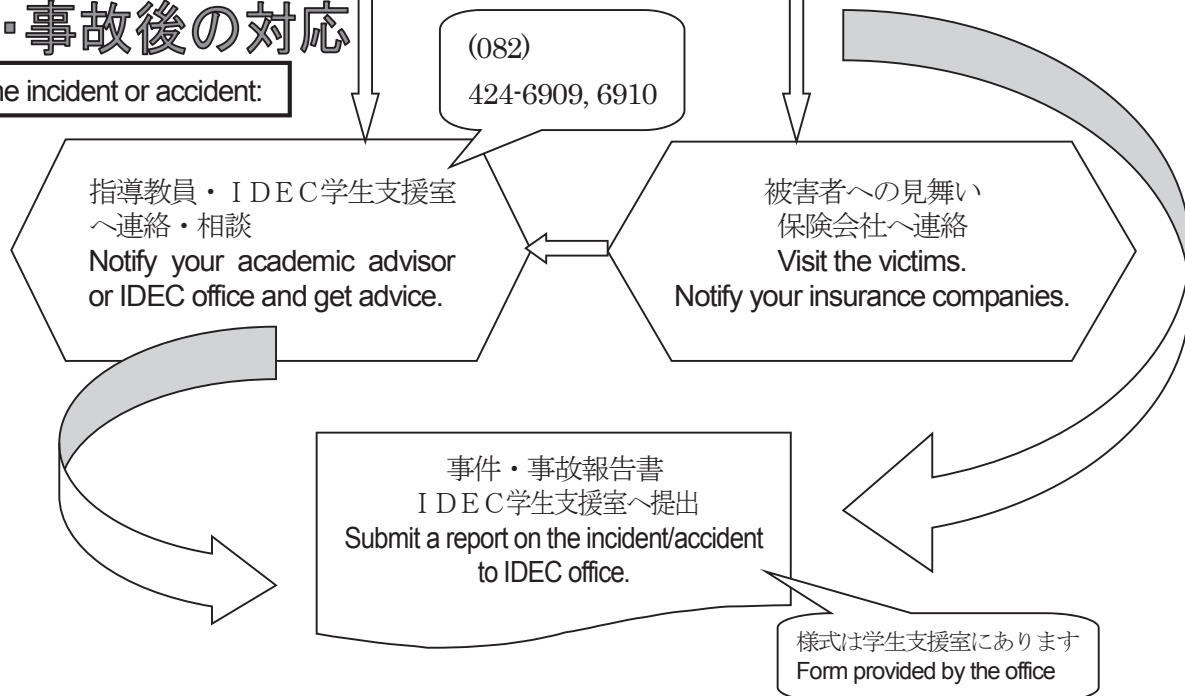 ・事故後の対応
he incident or accident:
(082)
424-6909, 6910
指導教員・ＩＤＥＣ学生支援室
へ連絡・相談
Notify your academic advisor
or IDEC office and get advice.
被害者への見舞い
保険会社へ連絡
Visit the victims.
Notify your insurance companies.
事件・事故報告書
ＩＤＥＣ学生支援室へ提出
Submit a report on the incident/accident
to IDEC office.
様式は学生支援室にあります
Form provided by the office